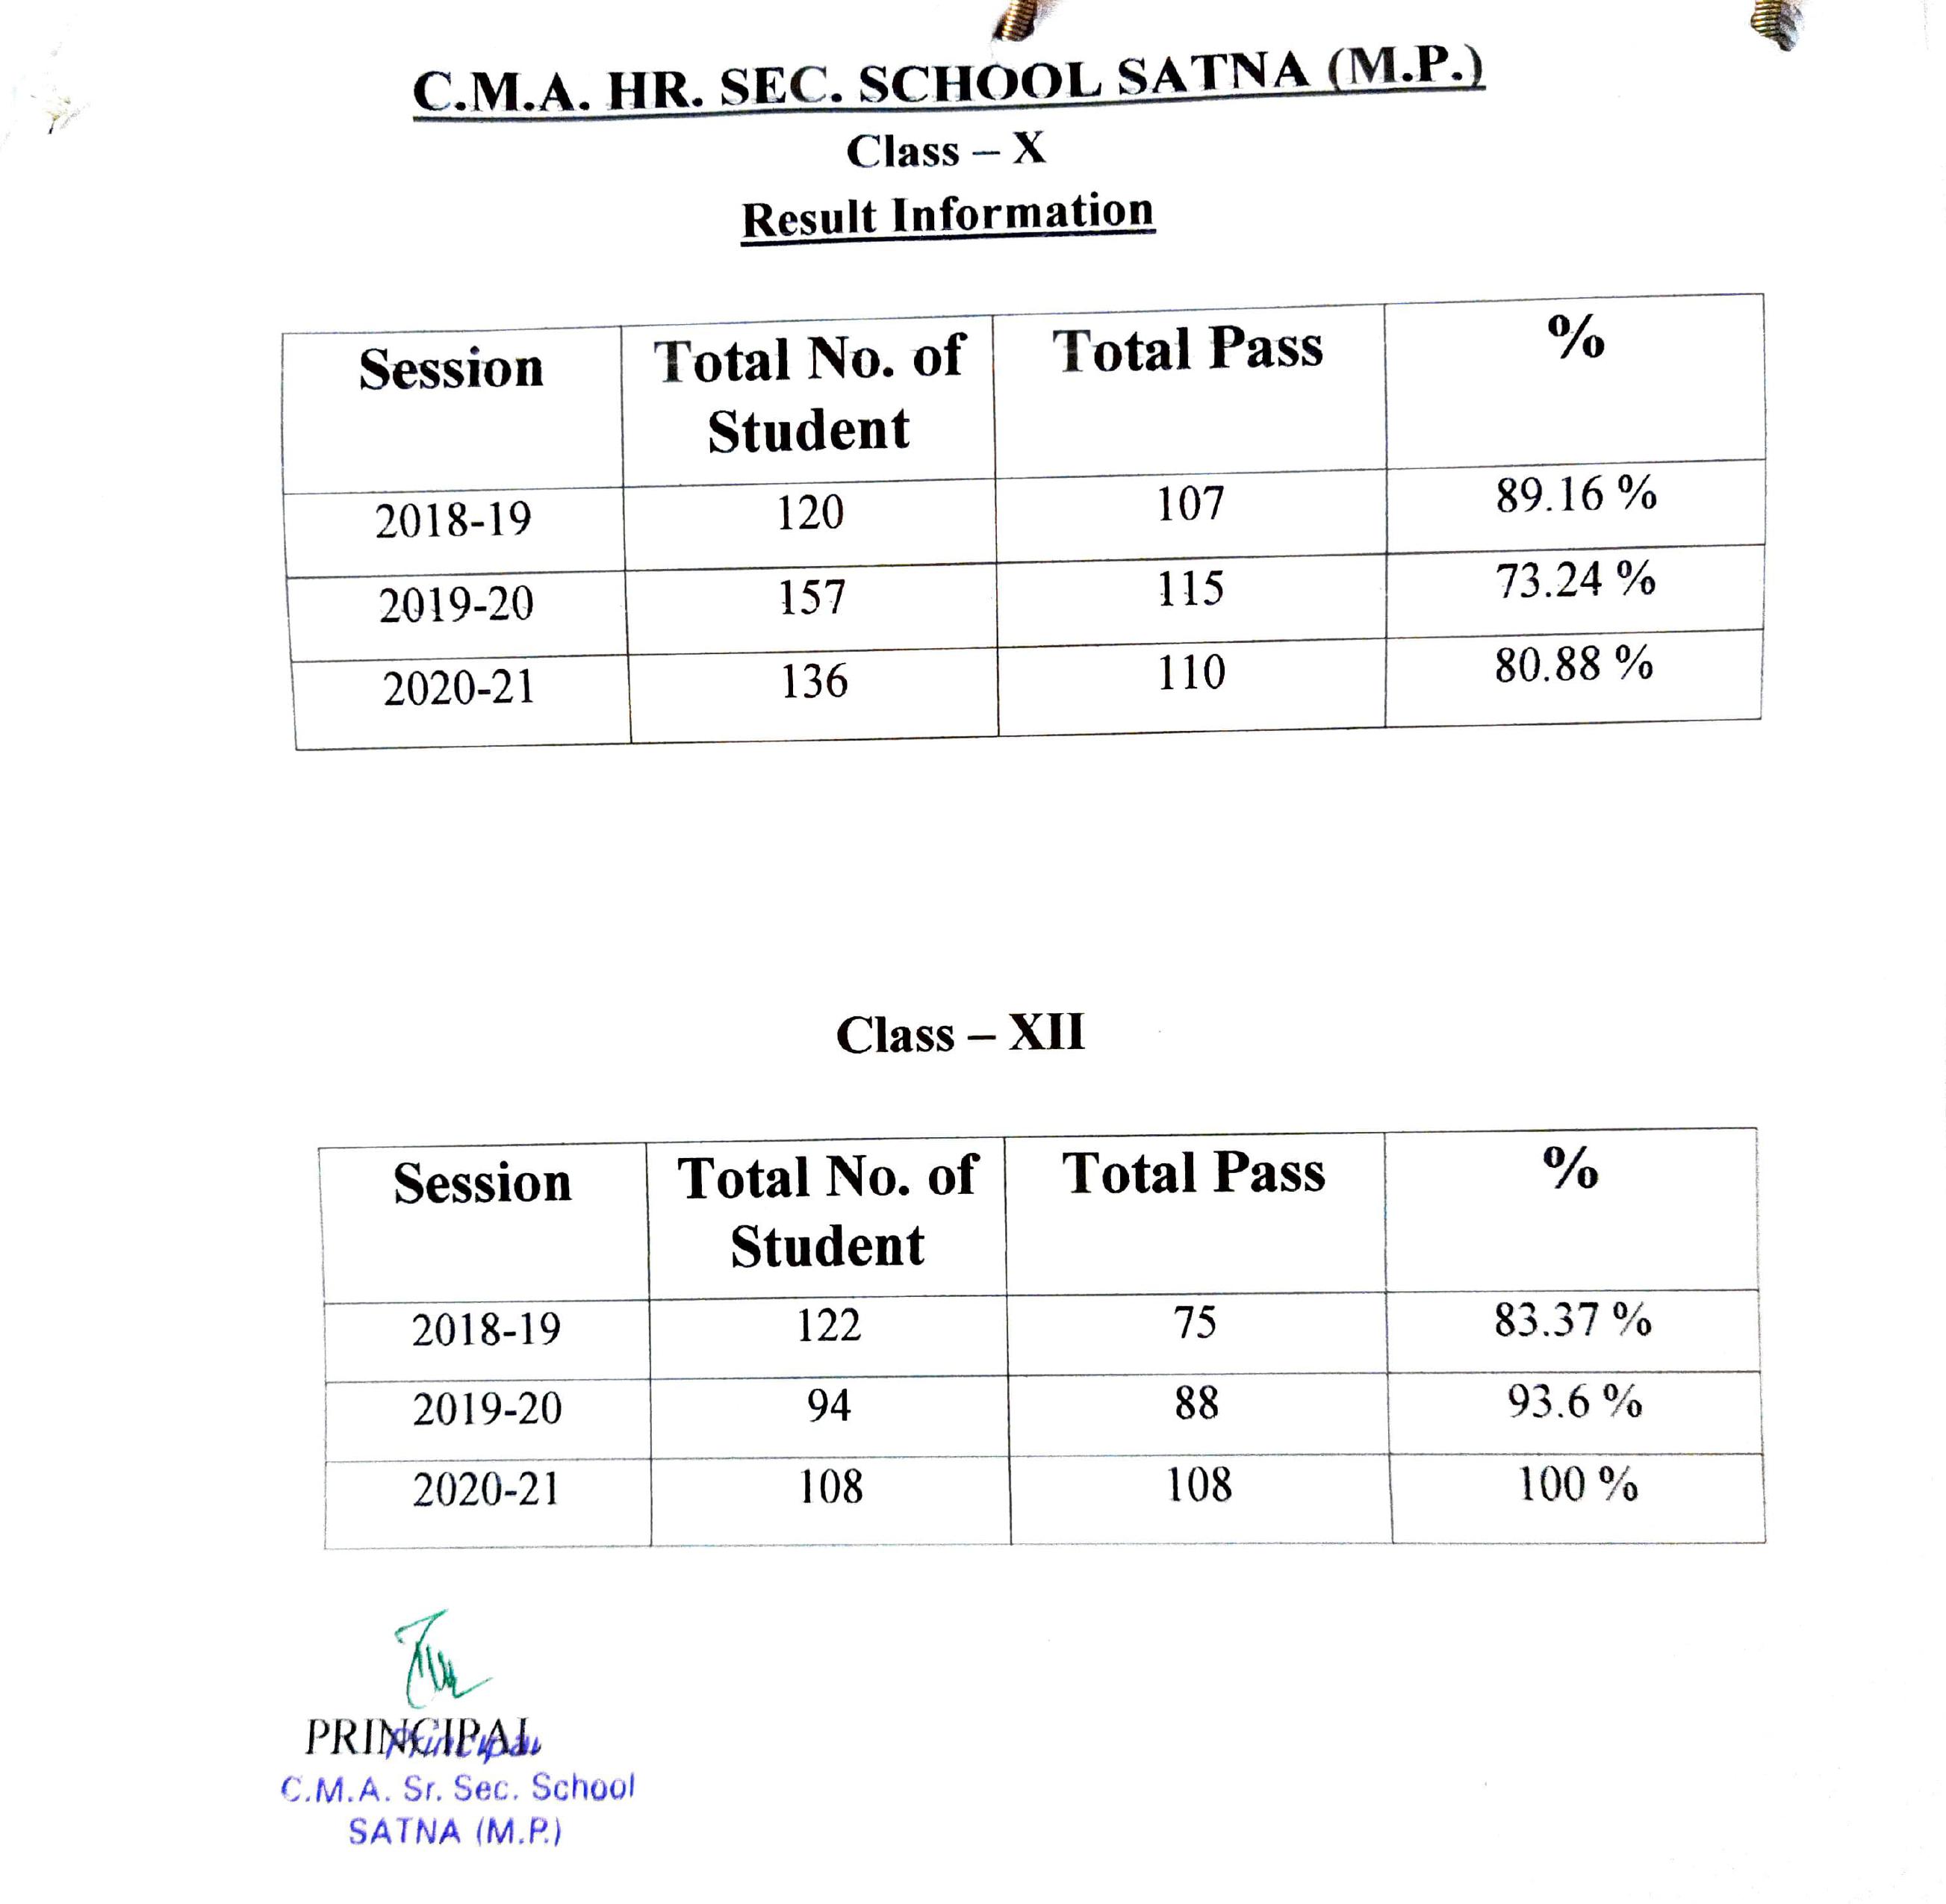 C.M.A. HR. SEC. SCHOOL SATNA (M.P.)
Class – X
Result Information
Session Total No. of Student Total Pass %
2018-19 120 107 89.16 %
2019-20 157 115 73.24 %
2020-21 136 110 80.88 %
Class – XII
Session Total No. of Student Total Pass %
2018-19 122 75 83.37 %
2019-20 94 88 93.6 %
2020-21 108 108 100 %
PRINCIPAL
Principal
C.M.A. Sr. Sec. School
SATNA (M.P.)